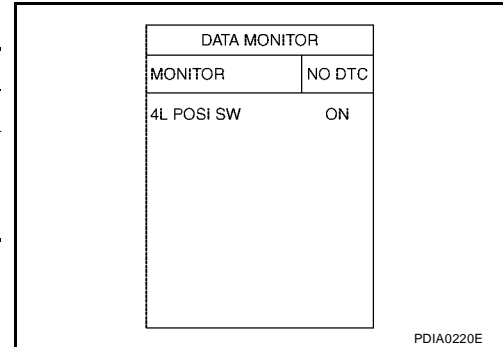 DATA MONITOR
MONITOR NO DTC
4L POSI SW ON
PDIA0220E